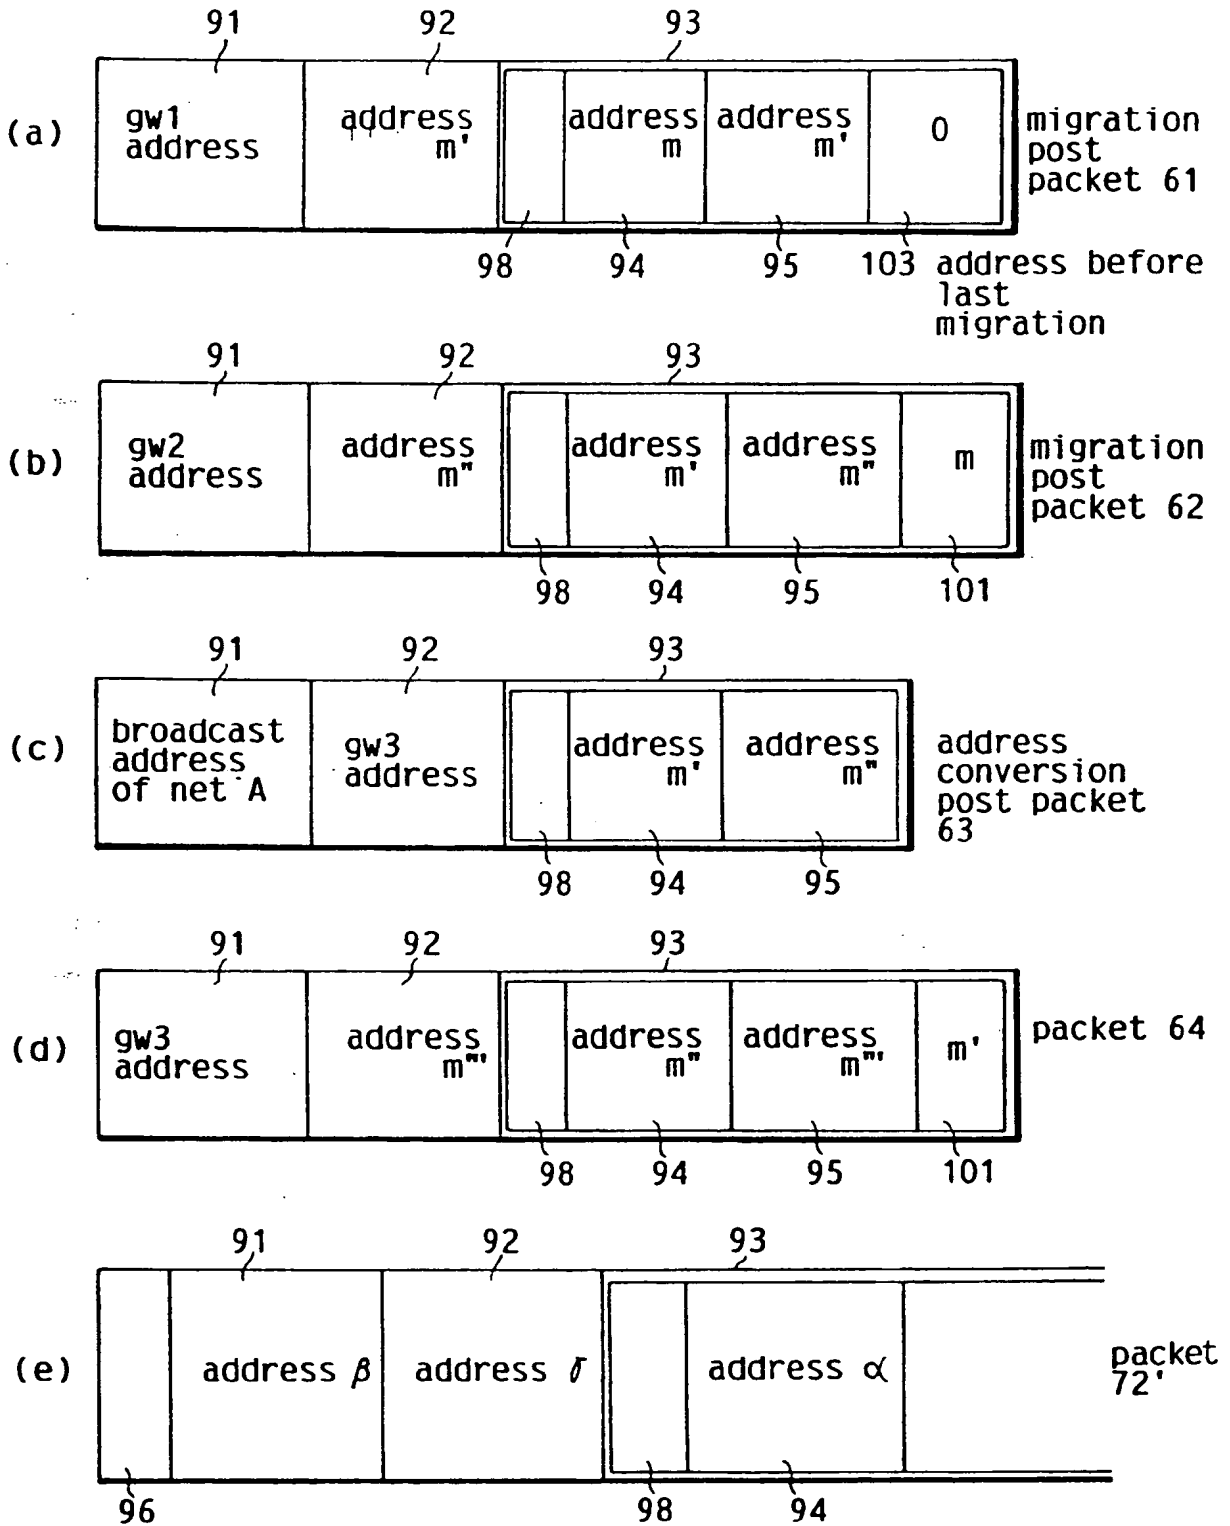 91 92 93
(a)
gw1
address
address
m'
address
m
address
m'
0
migration
post
packet 61
98 94 95 103 address before
last
migration
91 92 93
(b)
gw2
address
address
m"
address
m'
address
m"
m
migration
post
packet 62
98 94 95 101
91 92 93
(c)
broadcast
address
of net A
gw3
address
address
m'
address
m"
address
conversion
post packet
63
98 94 95
91 92 93
(d)
gw3
address
address
m"'
address
m"
address
m"'
m'
packet 64
98 94 95 101
91 92 93
(e)
address β
address γ
address α
packet
72'
96 98 94